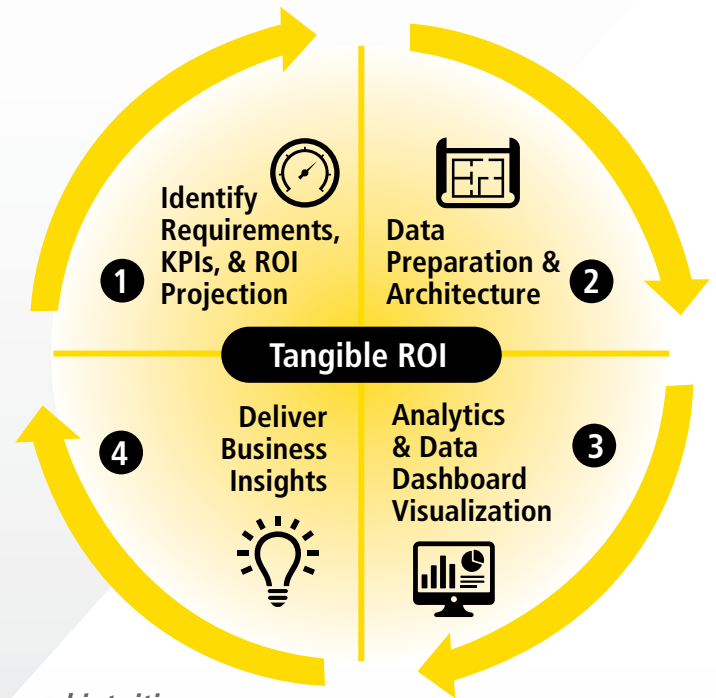 Identify
Requirements,
KPIs, & ROI
Projection
1
Data
Preparation &
Architecture
2
Tangible ROI
Analytics
& Data
Dashboard
Visualization
3
Deliver
Business
Insights
4